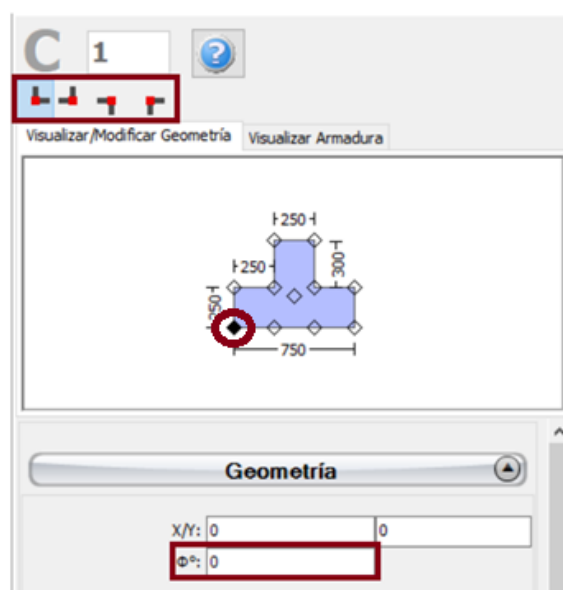 C 1 ?
Visualizar/Modificar Geometría Visualizar Armadura
250
250
300
250
750
Geometría
X/Y: 0 0
Φº: 0